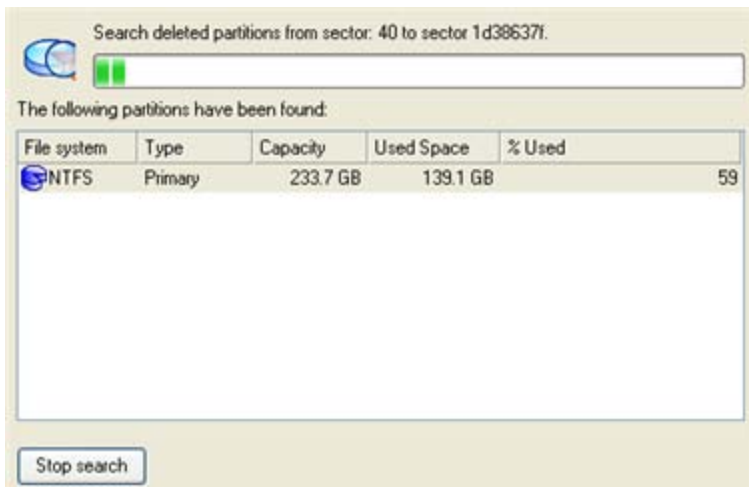 Search deleted partitions from sector: 40 to sector 1d38637f.
The following partitions have been found:
File system Type Capacity Used Space % Used
NTFS Primary 233.7 GB 139.1 GB 59
Stop search